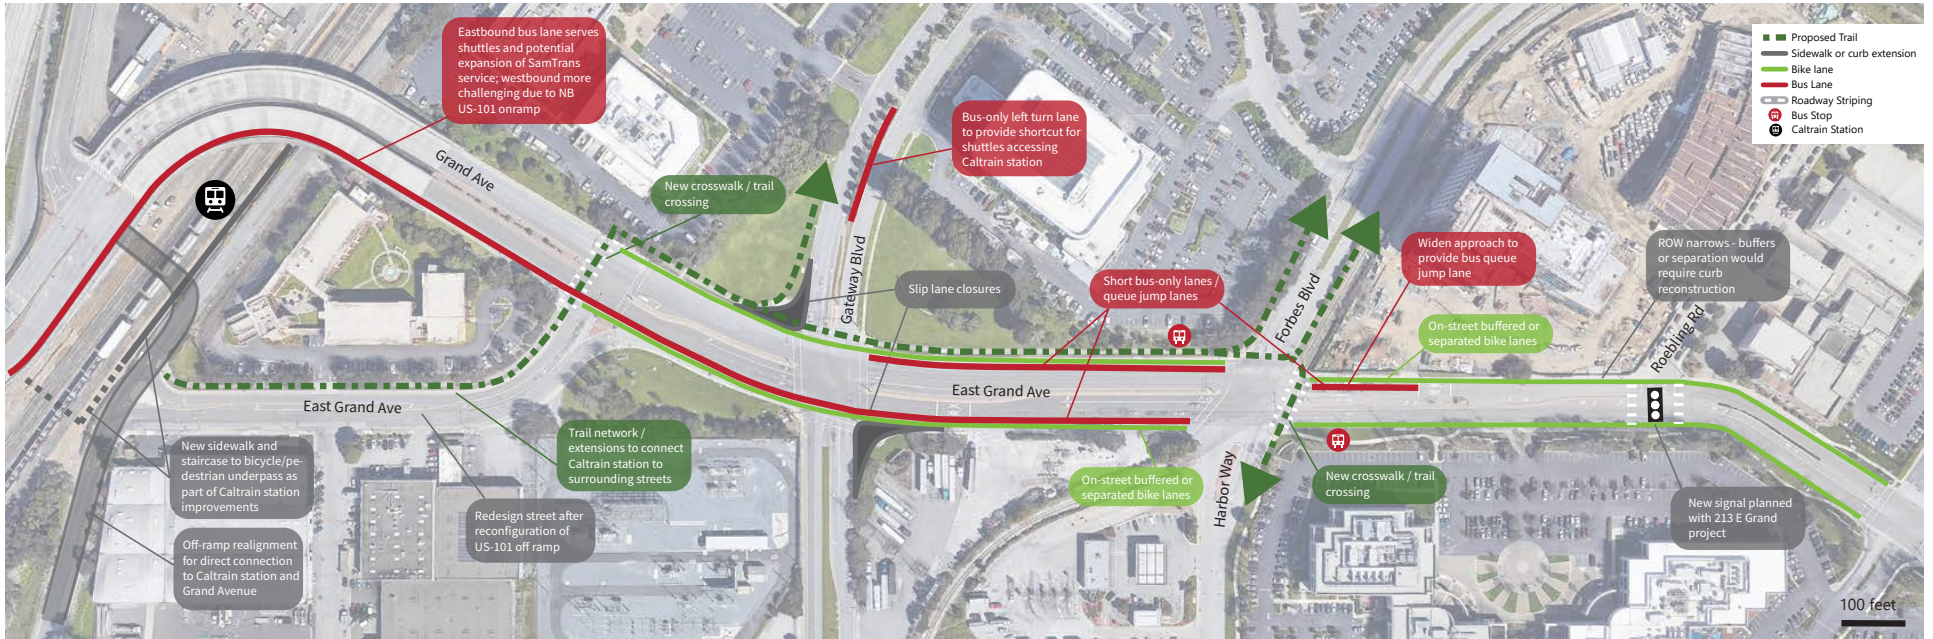 Eastbound bus lane serves
shuttles and potential
expansion of SamTrans
service; westbound more
challenging due to NB
US-101 onramp
Grand Ave
New crosswalk / trail
crossing
Bus-only left turn lane
to provide shortcut for
shuttles accessing
Caltrain station
Gateway Blvd
Slip lane closures
Short bus-only lanes /
queue jump lanes
Forbes Blvd
Widen approach to
provide bus queue
jump lane
On-street buffered or
separated bike lanes
ROW narrows - buffers
or separation would
require curb
reconstruction
Roebling Rd
Proposed Trail
Sidewalk or curb extension
Bike lane
Bus Lane
Roadway Striping
Bus Stop
Caltrain Station
East Grand Ave
East Grand Ave
New sidewalk and
staircase to bicycle/pe-
destrian underpass as
part of Caltrain station
improvements
Off-ramp realignment
for direct connection
to Caltrain station and
Grand Avenue
Redesign street after
reconfiguration of
US-101 off ramp
Trail network /
extensions to connect
Caltrain station to
surrounding streets
On-street buffered or
separated bike lanes
Harbor Way
New crosswalk / trail
crossing
New signal planned
with 213 E Grand
project
100 feet